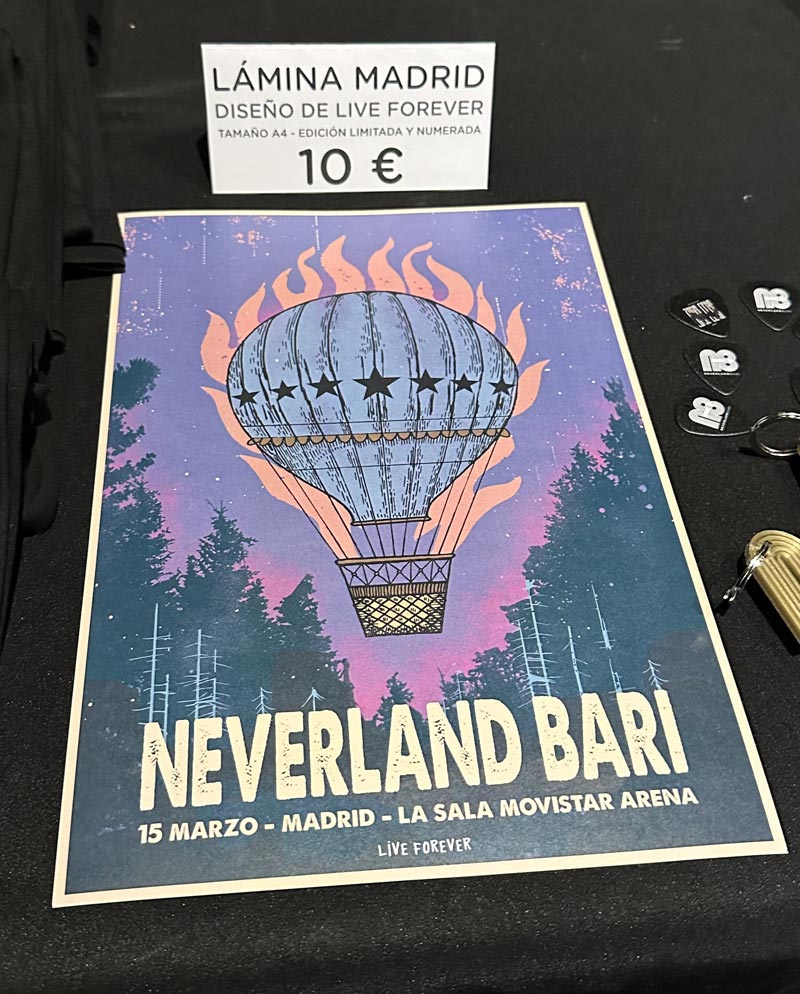 LÁMINA MADRID
DISEÑO DE LIVE FOREVER
TAMAÑO A4 - EDICIÓN LIMITADA Y NUMERADA
10 €
NEVERLAND BARI
15 MARZO - MADRID - LA SALA MOVISTAR ARENA
LIVE FOREVER